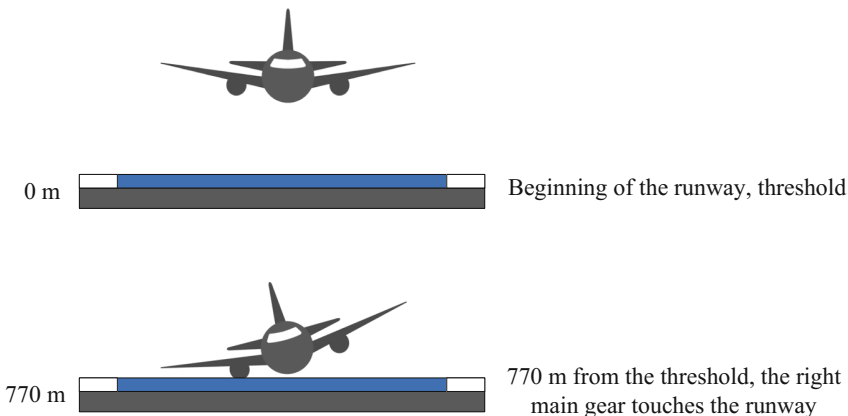 0 m
Beginning of the runway, threshold
770 m
770 m from the threshold, the right
main gear touches the runway